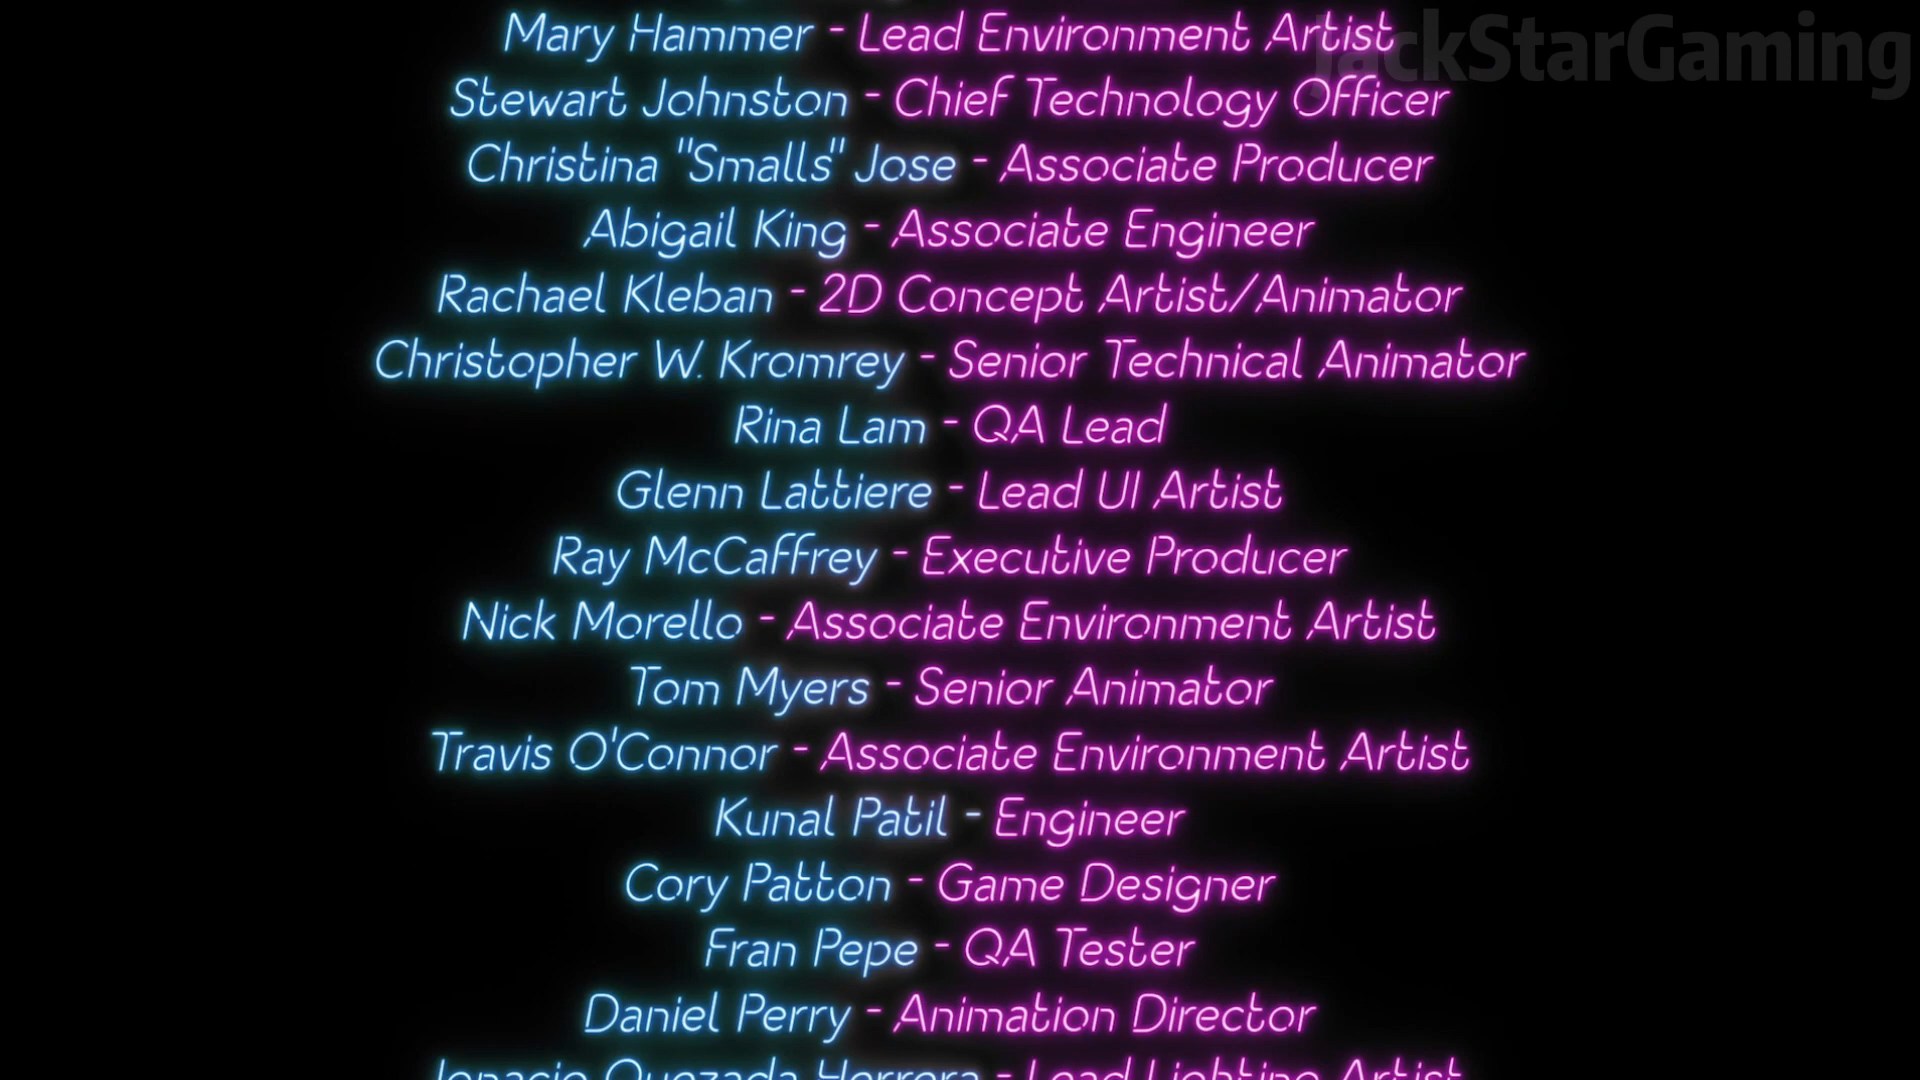 Mary Hammer - Lead Environment Artist
JackStarGaming
Stewart Johnston - Chief Technology Officer
Christina "Smalls" Jose - Associate Producer
Abigail King - Associate Engineer
Rachael Kleban - 2D Concept Artist/Animator
Christopher W. Kromrey - Senior Technical Animator
Rina Lam - QA Lead
Glenn Lattiere - Lead UI Artist
Ray McCaffrey - Executive Producer
Nick Morello - Associate Environment Artist
Tom Myers - Senior Animator
Travis O'Connor - Associate Environment Artist
Kunal Patil - Engineer
Cory Patton - Game Designer
Fran Pepe - QA Tester
Daniel Perry - Animation Director
Ignacio Quezada Herrera - Lead Lighting Artist